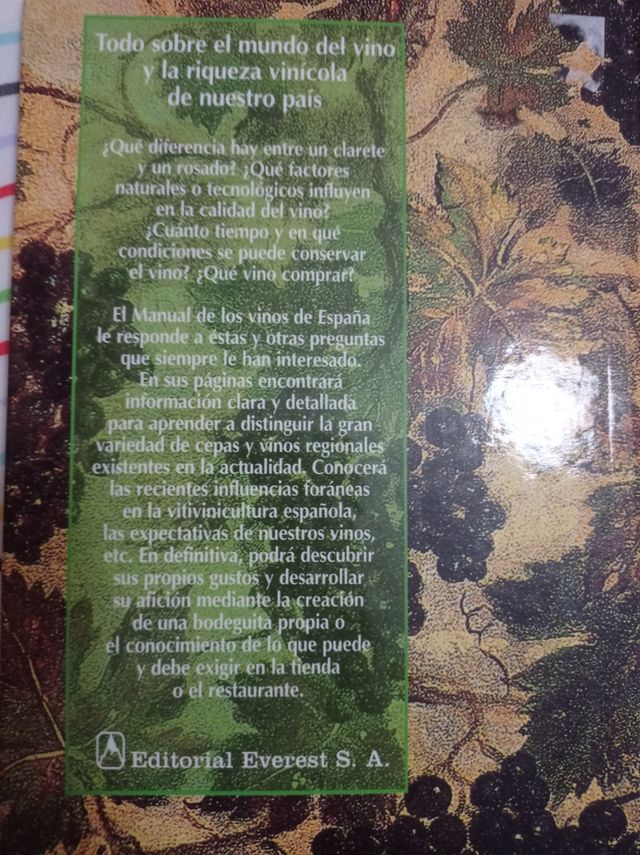 Todo sobre el mundo del vino
y la riqueza vinícola
de nuestro país
¿Qué diferencia hay entre un clarete
y un rosado? ¿Qué factores
naturales o tecnológicos influyen
en la calidad del vino?
¿Cuánto tiempo y en qué
condiciones se puede conservar
el vino? ¿Qué vino comprar?
El Manual de los vinos de España
le responde a éstas y otras preguntas
que siempre le han interesado.
En sus páginas encontrará
información clara y detallada
para aprender a distinguir la gran
variedad de cepas y vinos regionales
existentes en la actualidad. Conocerá
las recientes influencias foráneas
en la vitivinicultura española,
las expectativas de nuestros vinos,
etc. En definitiva, podrá descubrir
sus propios gustos y desarrollar
su afición mediante la creación
de una bodeguita propia o
el conocimiento de lo que puede
y debe exigir en la tienda
o el restaurante.
Editorial Everest S. A.